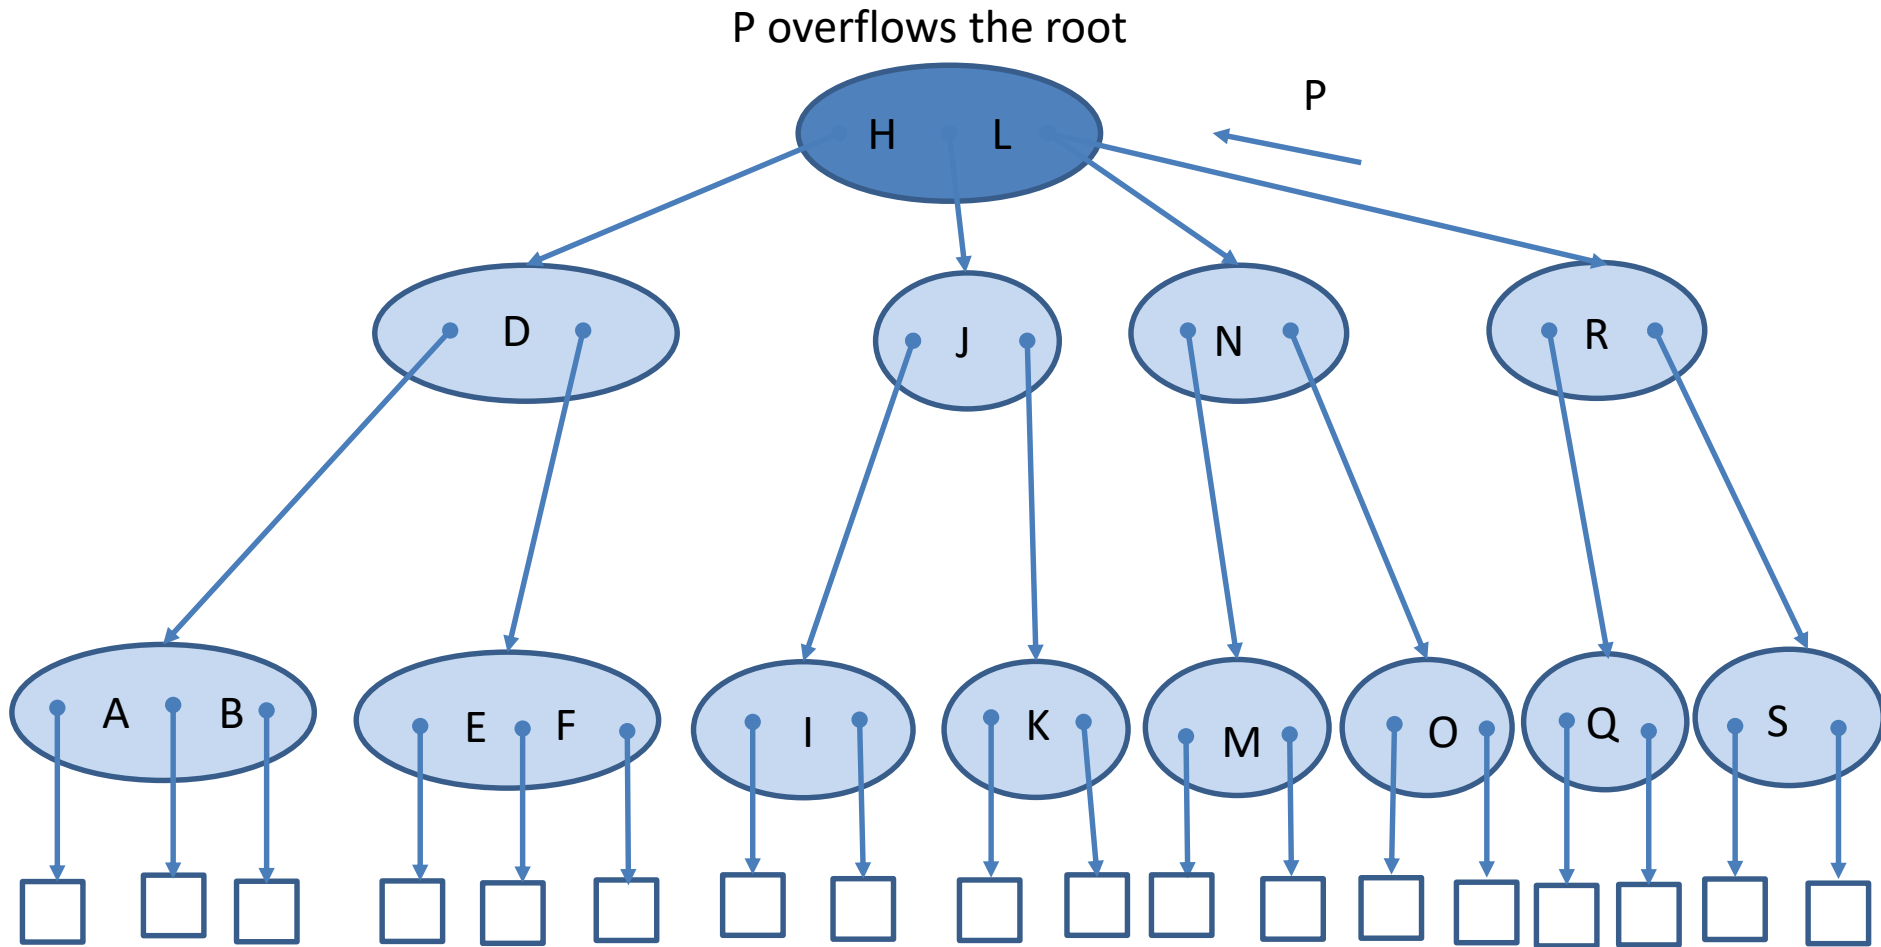 P overflows the root
P
H L
D J N R
A B E F I K M O Q S